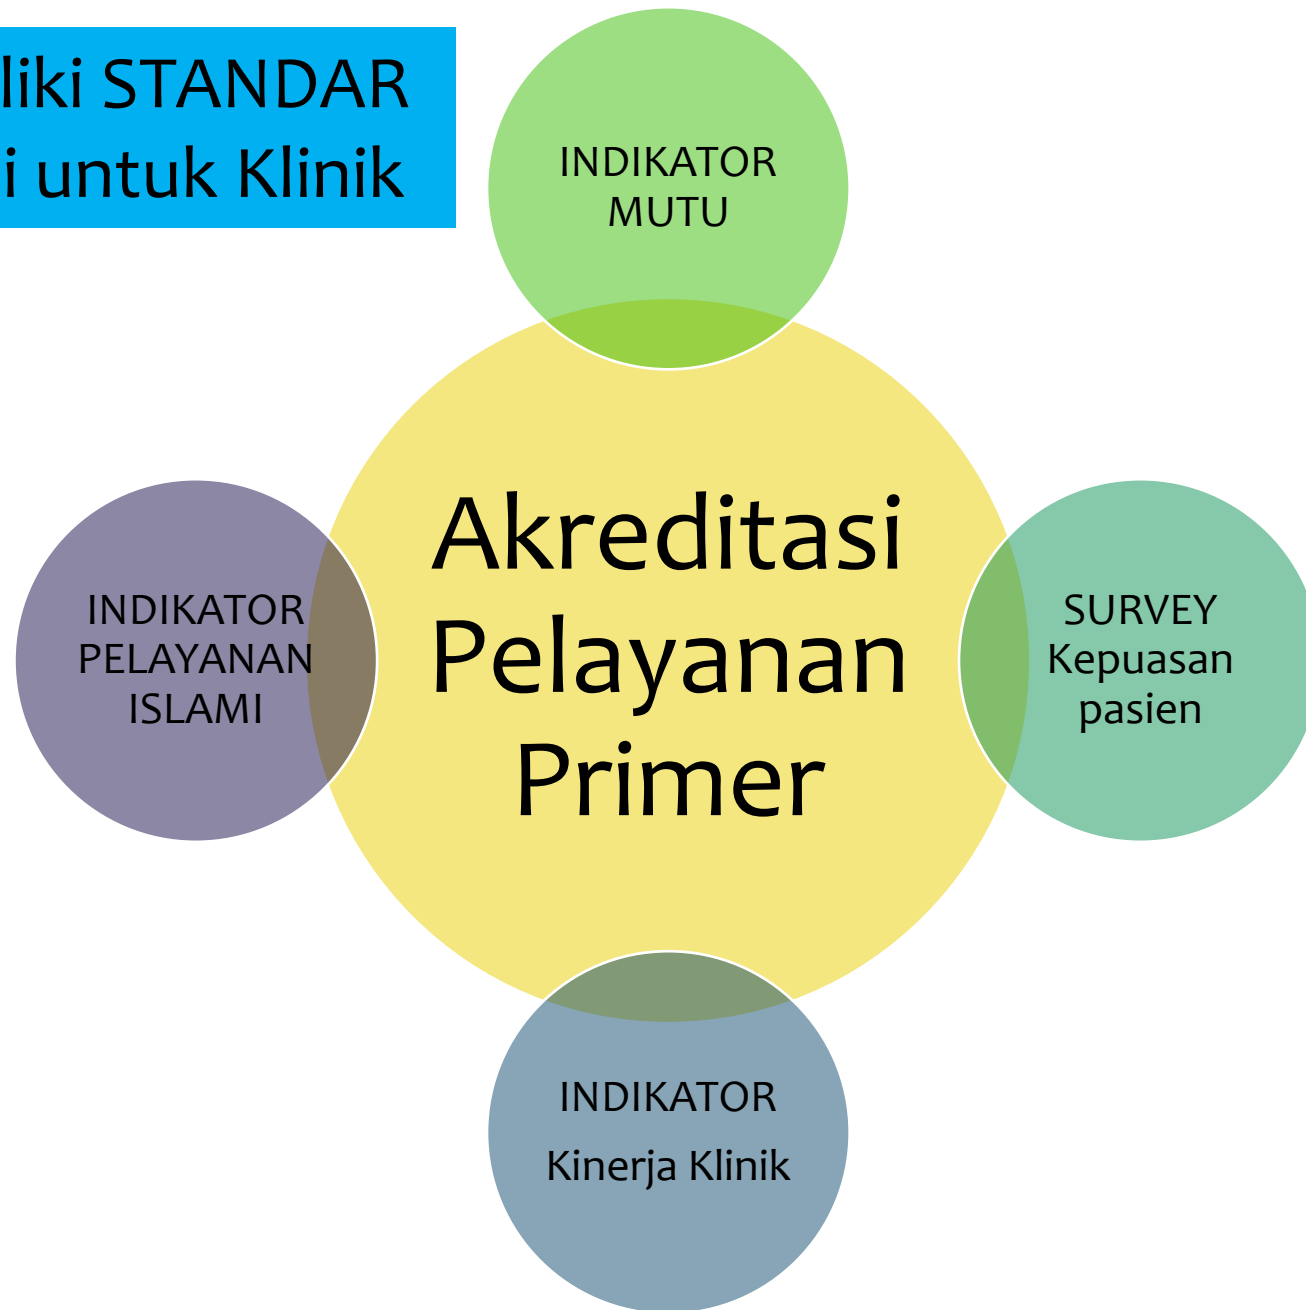 liki STANDAR
i untuk Klinik
INDIKATOR
MUTU
Akreditasi
Pelayanan
Primer
INDIKATOR
PELAYANAN
ISLAMI
SURVEY
Kepuasan
pasien
INDIKATOR
Kinerja Klinik